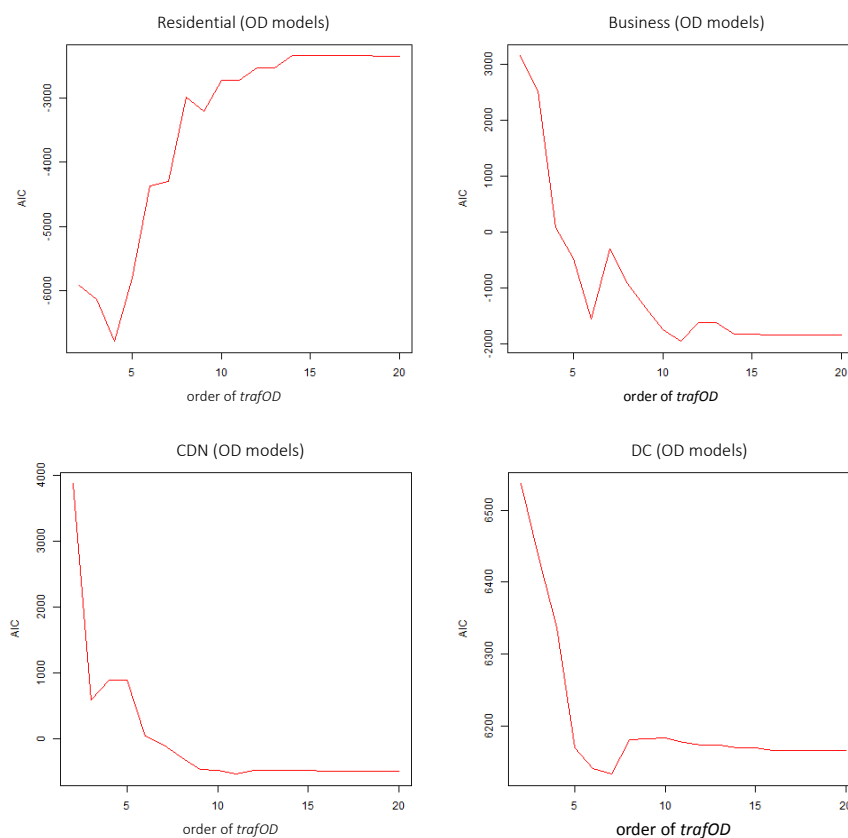 Residential (OD models)
-3000
-4000
-5000
-6000
AIC
5
10
15
20
order of trafOD
Business (OD models)
3000
2000
1000
0
-1000
-2000
AIC
5
10
15
20
order of trafOD
CDN (OD models)
4000
3000
2000
1000
0
AIC
5
10
15
20
order of trafOD
DC (OD models)
6500
6400
6300
6200
AIC
5
10
15
20
order of trafOD